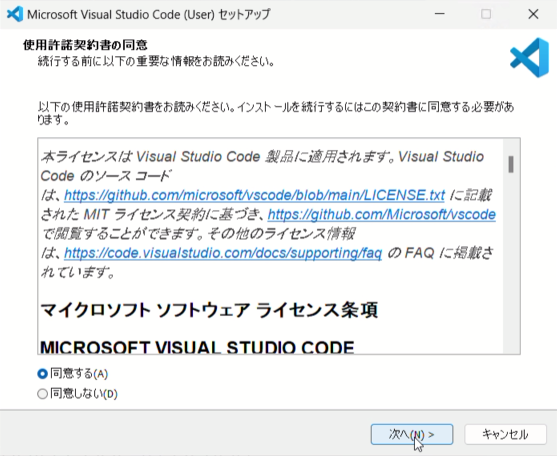 Microsoft Visual Studio Code (User) セットアップ
使用許諾契約書の同意
続行する前に以下の重要な情報をお読みください。
以下の使用許諾契約書をお読みください。インストールを続行するにはこの契約書に同意する必要があ
ります。
本ライセンスは Visual Studio Code 製品に適用されます。Visual Studio
Code のソース コード
は、https://github.com/microsoft/vscode/blob/main/LICENSE.txt に記載
された MIT ライセンス契約に基づき、https://github.com/Microsoft/vscode
で閲覧することができます。その他のライセンス情報
は、https://code.visualstudio.com/docs/supporting/faq の FAQ に掲載さ
れています。
マイクロソフト ソフトウェア ライセンス条項
MICROSOFT VISUAL STUDIO CODE
同意する(A)
同意しない(D)
次へ(N) >
キャンセル